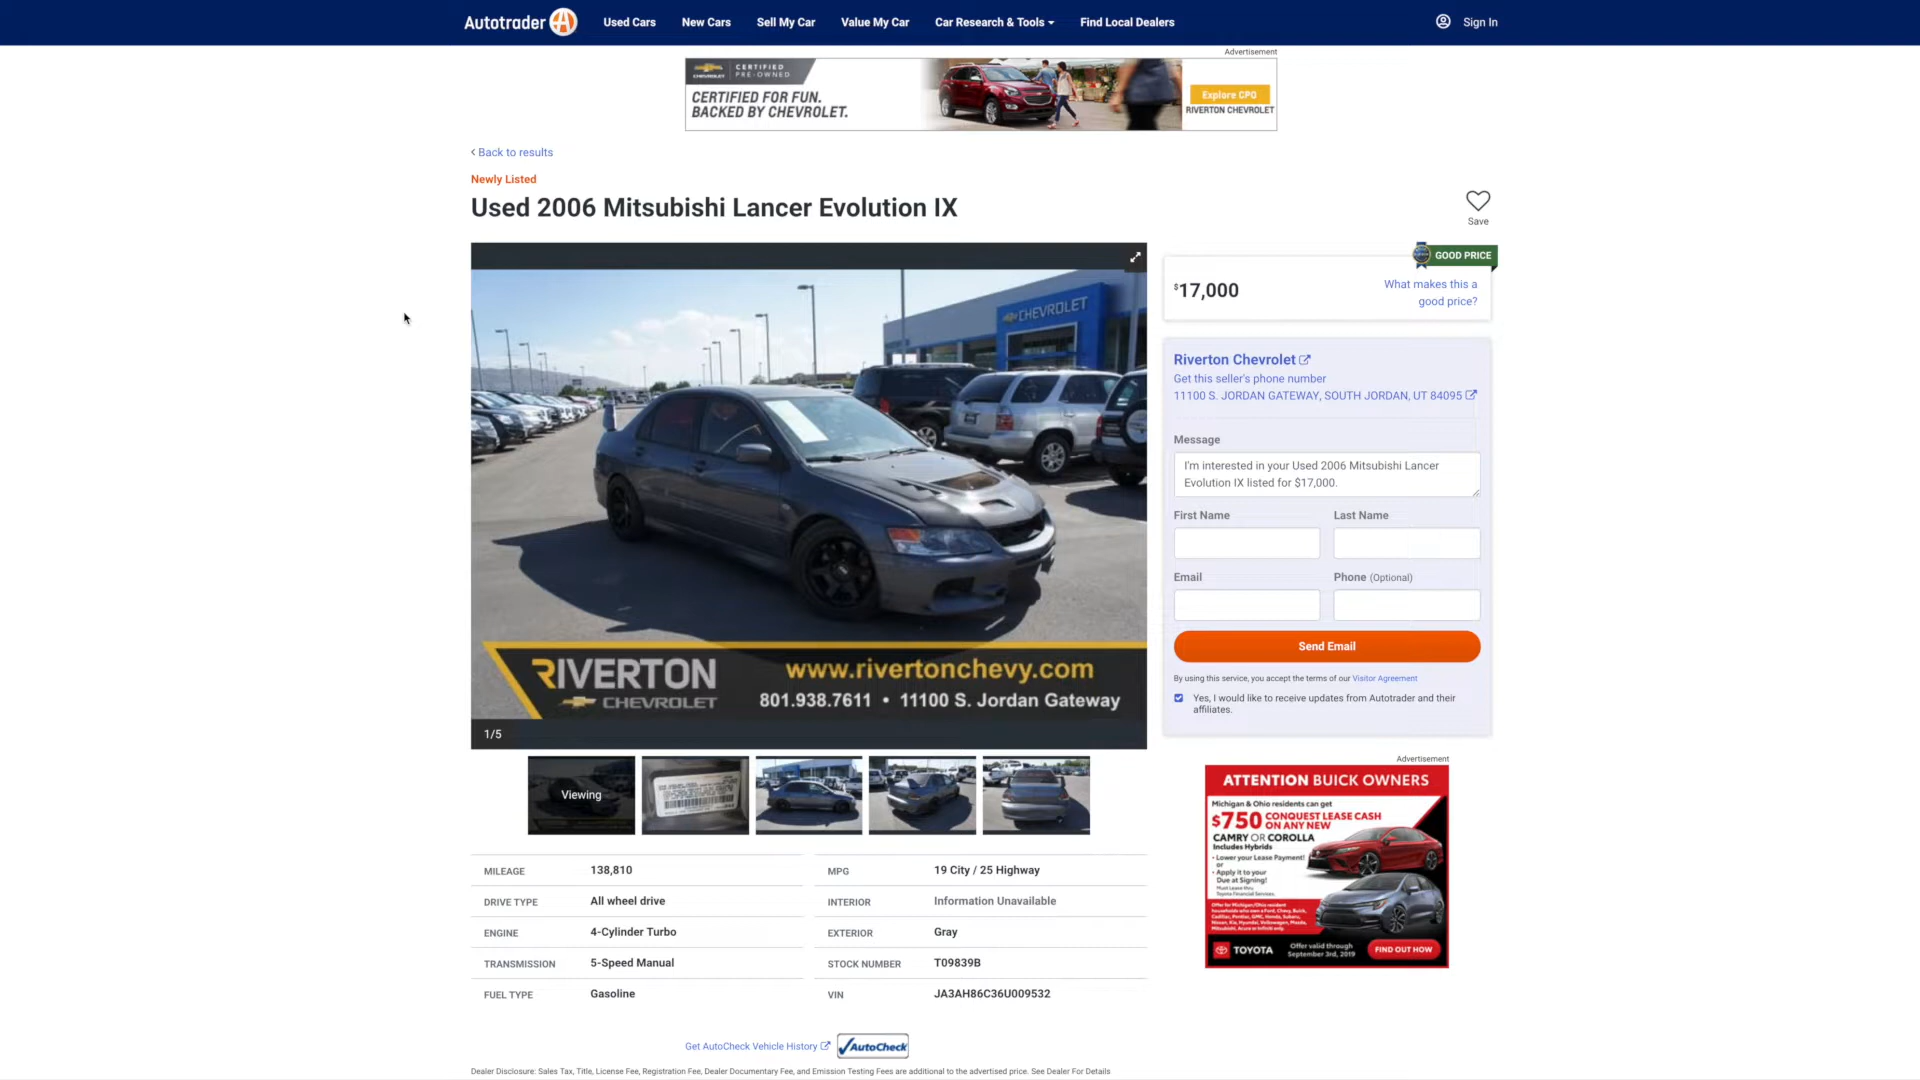 Autotrader
Used Cars
New Cars
Sell My Car
Value My Car
Car Research & Tools
Find Local Dealers
Sign In
Advertisement
CHEVROLET
CERTIFIED
PRE-OWNED
CERTIFIED FOR FUN.
BACKED BY CHEVROLET.
Explore CPO
RIVERTON CHEVROLET
Back to results
Newly Listed
Used 2006 Mitsubishi Lancer Evolution IX
Save
CHEVROLET
RIVERTON
CHEVROLET
www.rivertonchevy.com
801.938.7611 • 11100 S. Jordan Gateway
1/5
Viewing
GOOD PRICE
$17,000
What makes this a
good price?
Riverton Chevrolet
Get this seller's phone number
11100 S. JORDAN GATEWAY, SOUTH JORDAN, UT 84095
Message
I'm interested in your Used 2006 Mitsubishi Lancer
Evolution IX listed for $17,000.
First Name
Last Name
Email
Phone (Optional)
Send Email
By using this service, you accept the terms of our Visitor Agreement
Yes, I would like to receive updates from Autotrader and their
affiliates.
MILEAGE 138,810
DRIVE TYPE All wheel drive
ENGINE 4-Cylinder Turbo
TRANSMISSION 5-Speed Manual
FUEL TYPE Gasoline
MPG 19 City / 25 Highway
INTERIOR Information Unavailable
EXTERIOR Gray
STOCK NUMBER T09839B
VIN JA3AH86C36U009532
Advertisement
ATTENTION BUICK OWNERS
Michigan & Ohio residents can get
$750 CONQUEST LEASE CASH
ON ANY NEW
CAMRY OR COROLLA
Includes Hybrids
• Lower your Lease Payment!
or
• Apply it to your
Due at Signing!
Must Lease thru
Toyota Financial Services.
TOYOTA
Offer valid through
September 3rd, 2019
FIND OUT HOW
Get AutoCheck Vehicle History
AutoCheck
Dealer Disclosure: Sales Tax, Title, License Fee, Registration Fee, Dealer Documentary Fee, and Emission Testing Fees are additional to the advertised price. See Dealer For Details